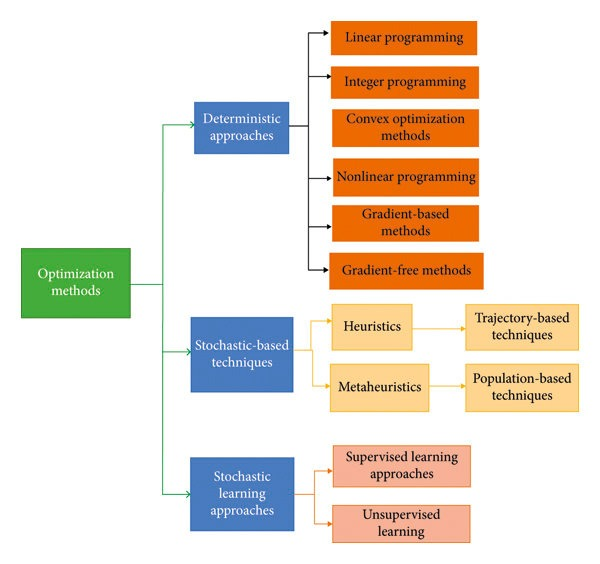 Optimization
methods
Deterministic
approaches
Linear programming
Integer programming
Convex optimization
methods
Nonlinear programming
Gradient-based
methods
Gradient-free methods
Stochastic-based
techniques
Heuristics
Trajectory-based
techniques
Metaheuristics
Population-based
techniques
Stochastic
learning
approaches
Supervised learning
approaches
Unsupervised
learning